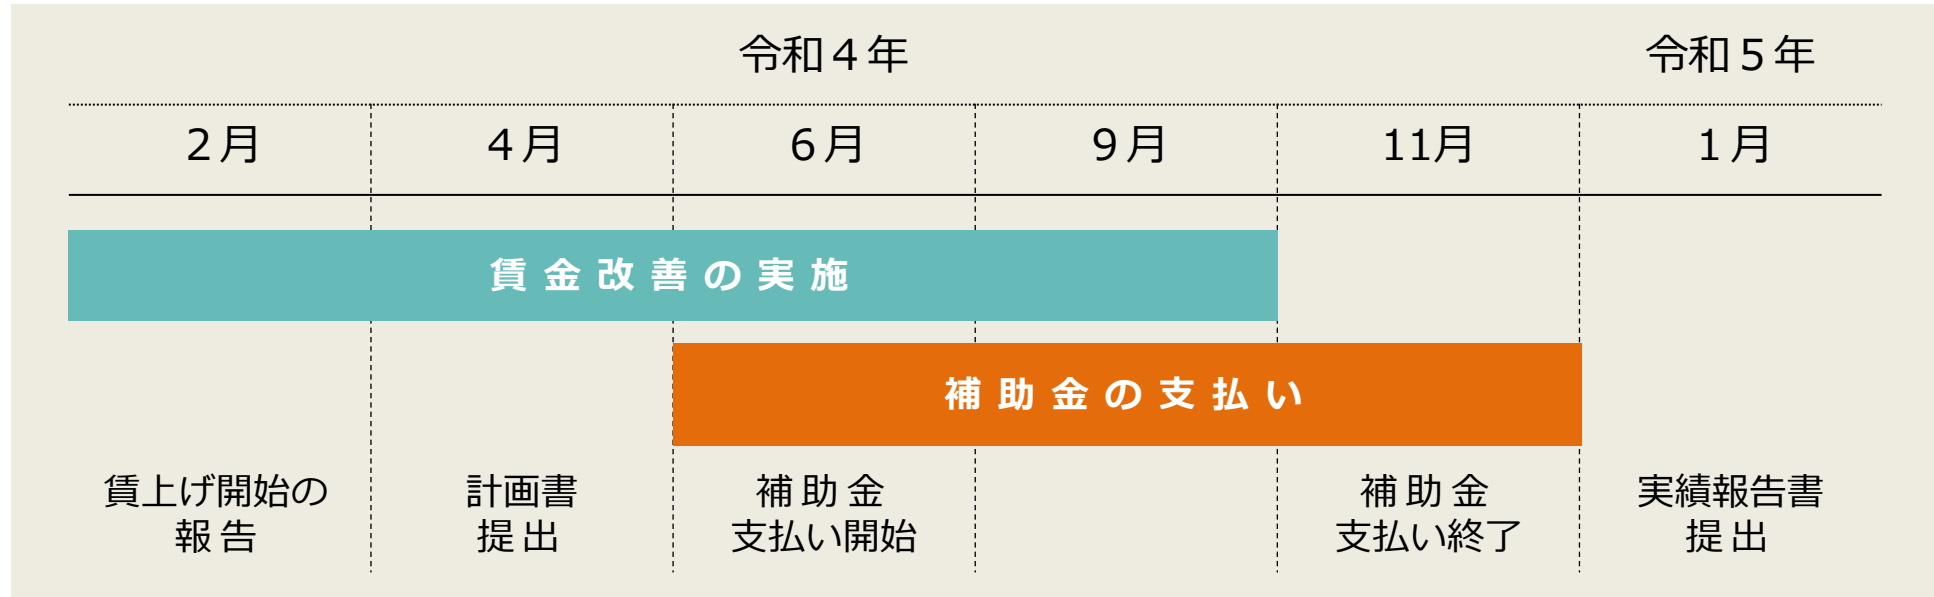 令和４年 令和５年
２月 ４月 ６月 ９月 11月 １月
賃金改善の実施
補助金の支払い
賃上げ開始の
報告
計画書
提出
補助金
支払い開始
補助金
支払い終了
実績報告書
提出